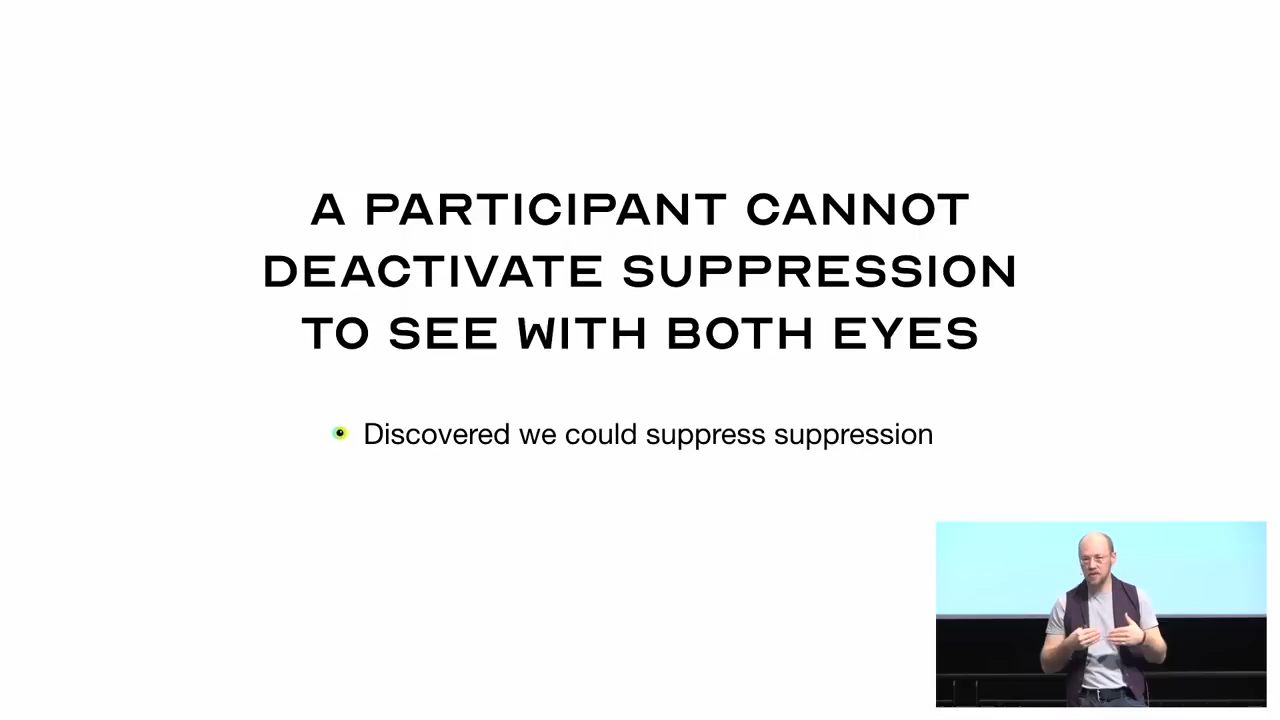 A PARTICIPANT CANNOT
DEACTIVATE SUPPRESSION
TO SEE WITH BOTH EYES
Discovered we could suppress suppression